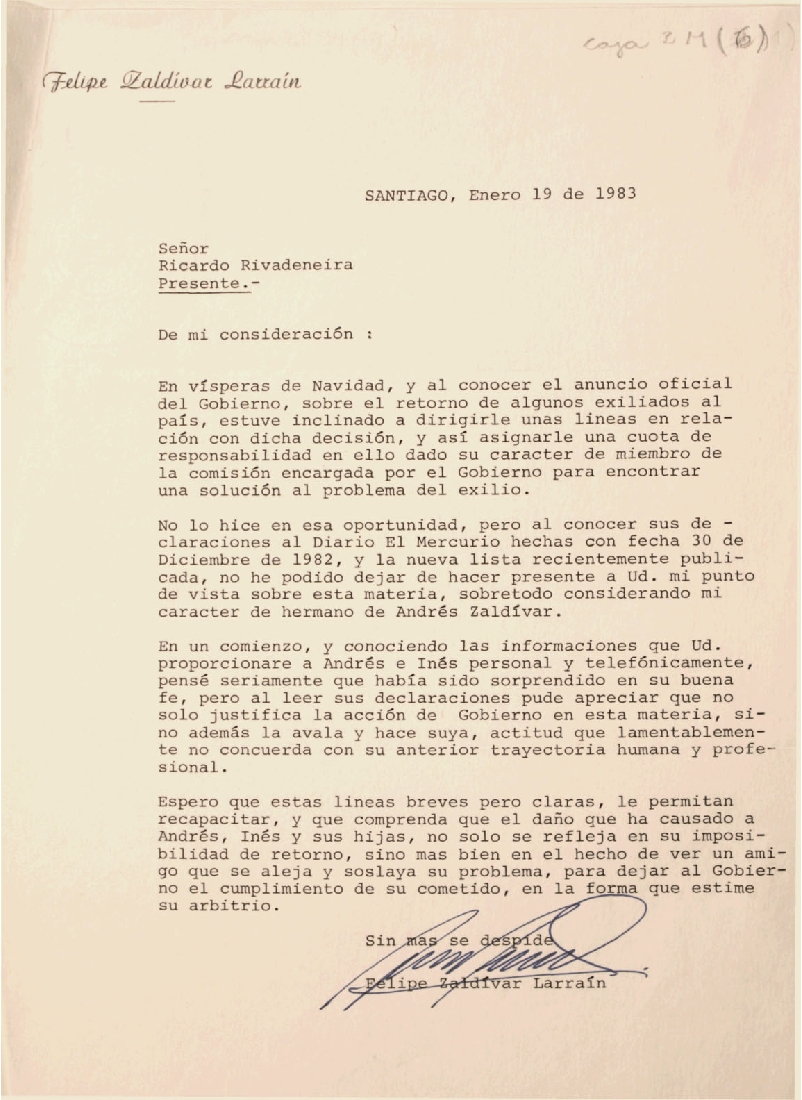 caja 2 M (6)
Felipe Zaldívar Larraín
SANTIAGO, Enero 19 de 1983
Señor
Ricardo Rivadeneira
Presente.-
De mi consideración :
En vísperas de Navidad, y al conocer el anuncio oficial
del Gobierno, sobre el retorno de algunos exiliados al
país, estuve inclinado a dirigirle unas lineas en rela-
ción con dicha decisión, y así asignarle una cuota de
responsabilidad en ello dado su caracter de miembro de
la comisión encargada por el Gobierno para encontrar
una solución al problema del exilio.
No lo hice en esa oportunidad, pero al conocer sus de -
claraciones al Diario El Mercurio hechas con fecha 30 de
Diciembre de 1982, y la nueva lista recientemente publi-
cada, no he podido dejar de hacer presente a Ud. mi punto
de vista sobre esta materia, sobretodo considerando mi
caracter de hermano de Andrés Zaldívar.
En un comienzo, y conociendo las informaciones que Ud.
proporcionare a Andrés e Inés personal y telefónicamente,
pensé seriamente que había sido sorprendido en su buena
fe, pero al leer sus declaraciones pude apreciar que no
solo justifica la acción de Gobierno en esta materia, si-
no además la avala y hace suya, actitud que lamentablemen-
te no concuerda con su anterior trayectoria humana y profe-
sional.
Espero que estas lineas breves pero claras, le permitan
recapacitar, y que comprenda que el daño que ha causado a
Andrés, Inés y sus hijas, no solo se refleja en su imposi-
bilidad de retorno, sino mas bien en el hecho de ver un ami-
go que se aleja y soslaya su problema, para dejar al Gobier-
no el cumplimiento de su cometido, en la forma que estime
su arbitrio.
Sin mas se despide
Felipe Zaldívar Larraín